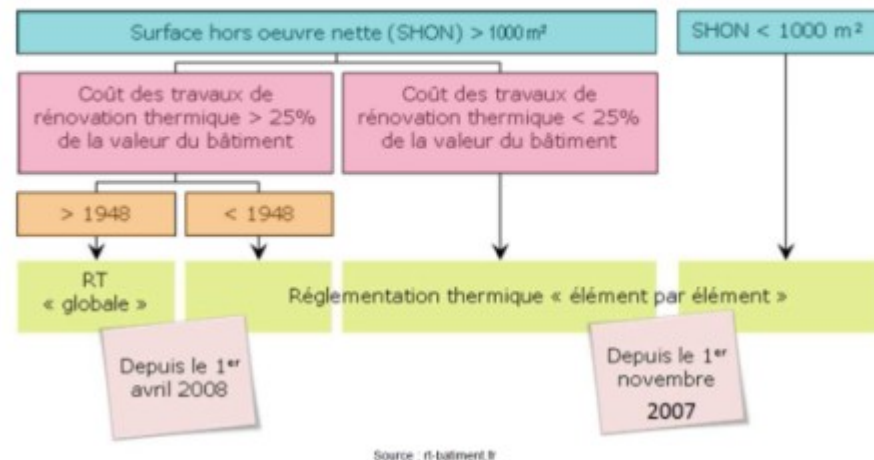 Surface hors oeuvre nette (SHON) > 1000 m²
SHON < 1000 m²
Coût des travaux de
rénovation thermique > 25%
de la valeur du bâtiment
Coût des travaux de
rénovation thermique < 25%
de la valeur du bâtiment
> 1948
< 1948
RT
« globale »
Réglementation thermique « élément par élément »
Depuis le 1er
avril 2008
Depuis le 1er
novembre
2007
Source : rt-batiment.fr